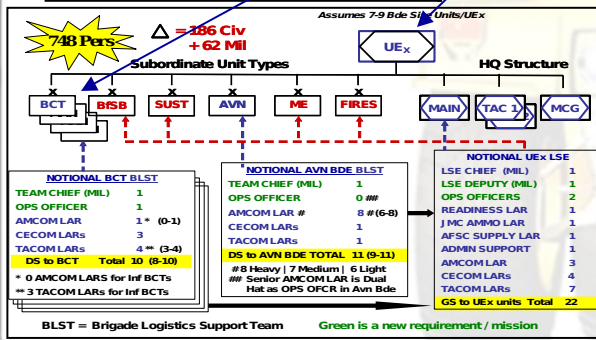 Assumes 7-9 Bde Size Units/UEx
748 Pers
Δ = 186 Civ
+ 62 Mil
UEx
Subordinate Unit Types
HQ Structure
X X X X X X
BCT BfSB SUST AVN ME FIRES MAIN TAC 1 MCG
NOTIONAL BCT BLST
TEAM CHIEF (MIL) 1
OPS OFFICER 1
AMCOM LAR 1 * (0-1)
CECOM LARs 3
TACOM LARs 4 ** (3-4)
DS to BCT Total 10 (8-10)
* 0 AMCOM LARS for Inf BCTs
** 3 TACOM LARs for Inf BCTs
NOTIONAL AVN BDE BLST
TEAM CHIEF (MIL) 1
OPS OFFICER 0 ##
AMCOM LAR # 8 # (6-8)
CECOM LARs 1
TACOM LARs 1
DS to AVN BDE TOTAL 11 (9-11)
# 8 Heavy | 7 Medium | 6 Light
## Senior AMCOM LAR is Dual
Hat as OPS OFCR in Avn Bde
NOTIONAL UEx LSE
LSE CHIEF (MIL) 1
LSE DEPUTY (MIL) 1
OPS OFFICERS 2
READINESS LAR 1
JMC AMMO LAR 1
AFSC SUPPLY LAR 1
ADMIN SUPPORT 1
AMCOM LAR 3
CECOM LARs 4
TACOM LARs 7
GS to UEx units Total 22
BLST = Brigade Logistics Support Team
Green is a new requirement / mission